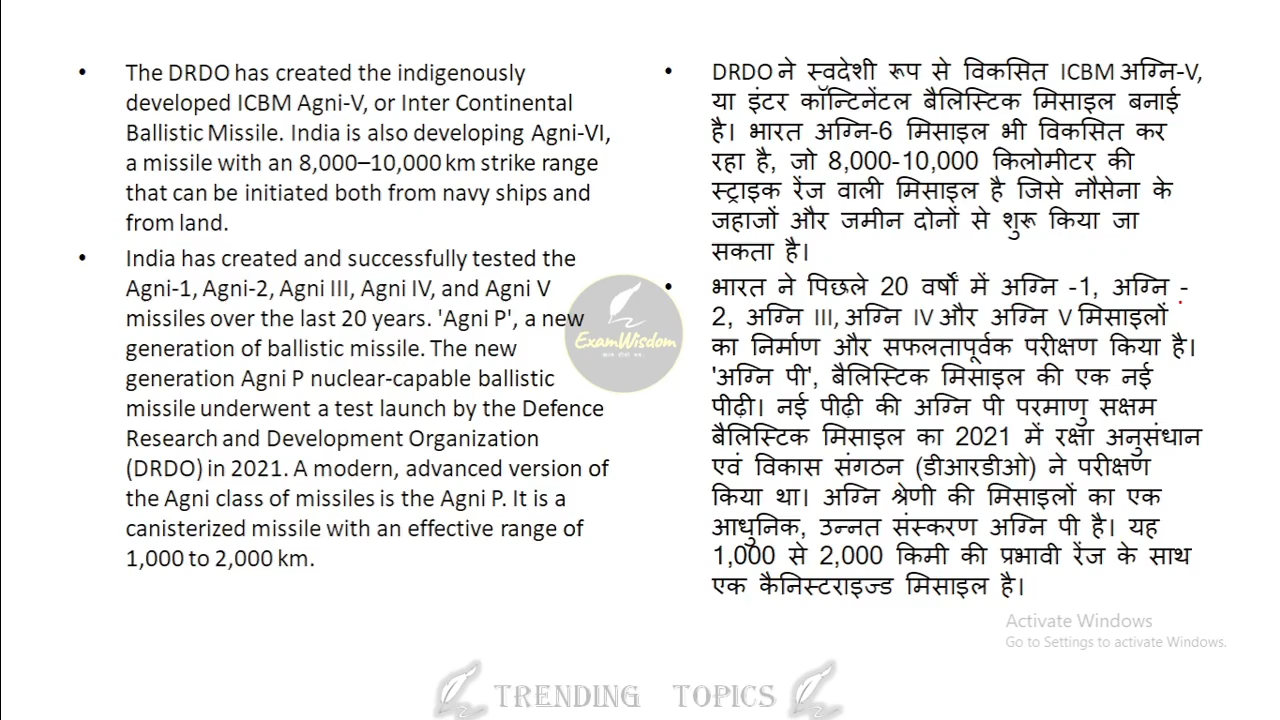 • The DRDO has created the indigenously
developed ICBM Agni-V, or Inter Continental
Ballistic Missile. India is also developing Agni-VI,
a missile with an 8,000–10,000 km strike range
that can be initiated both from navy ships and
from land.
• India has created and successfully tested the
Agni-1, Agni-2, Agni III, Agni IV, and Agni V
missiles over the last 20 years. 'Agni P', a new
generation of ballistic missile. The new
generation Agni P nuclear-capable ballistic
missile underwent a test launch by the Defence
Research and Development Organization
(DRDO) in 2021. A modern, advanced version of
the Agni class of missiles is the Agni P. It is a
canisterized missile with an effective range of
1,000 to 2,000 km.
• DRDO ने स्वदेशी रूप से विकसित ICBM अग्नि-V,
या इंटर कॉन्टिनेंटल बैलिस्टिक मिसाइल बनाई
है। भारत अग्नि-6 मिसाइल भी विकसित कर
रहा है, जो 8,000-10,000 किलोमीटर की
स्ट्राइक रेंज वाली मिसाइल है जिसे नौसेना के
जहाजों और जमीन दोनों से शुरू किया जा
सकता है।
• भारत ने पिछले 20 वर्षों में अग्नि -1, अग्नि -
2, अग्नि III, अग्नि IV और अग्नि V मिसाइलों
का निर्माण और सफलतापूर्वक परीक्षण किया है।
'अग्नि पी', बैलिस्टिक मिसाइल की एक नई
पीढ़ी। नई पीढ़ी की अग्नि पी परमाणु सक्षम
बैलिस्टिक मिसाइल का 2021 में रक्षा अनुसंधान
एवं विकास संगठन (डीआरडीओ) ने परीक्षण
किया था। अग्नि श्रेणी की मिसाइलों का एक
आधुनिक, उन्नत संस्करण अग्नि पी है। यह
1,000 से 2,000 किमी की प्रभावी रेंज के साथ
एक कैनिस्टराइज्ड मिसाइल है।
ExamWisdom
Activate Windows
Go to Settings to activate Windows.
TRENDING TOPICS